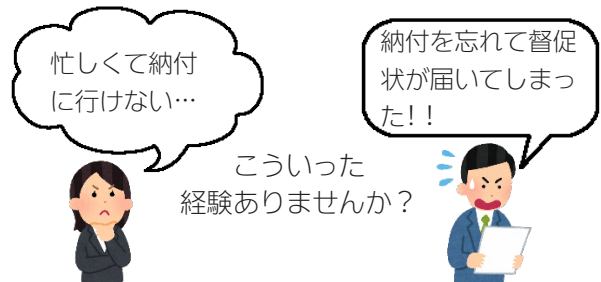 忙しくて納付
に行けない…
納付を忘れて督促
状が届いてしまっ
た！！
こういった
経験ありませんか？